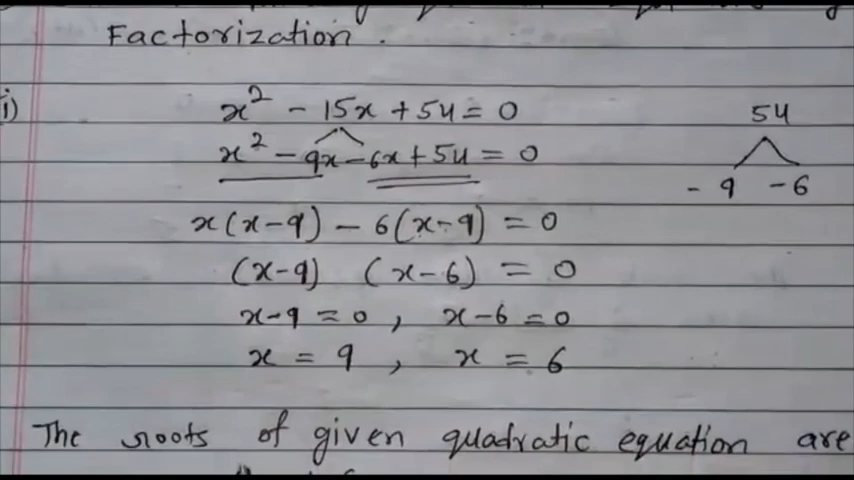 Factorization.
i) x² - 15x + 54 = 0
54
x² - 9x - 6x + 54 = 0
- 9 - 6
x(x-9) - 6(x-9) = 0
(x-9) (x-6) = 0
x-9 = 0, x-6 = 0
x = 9, x = 6
The roots of given quadratic equation are